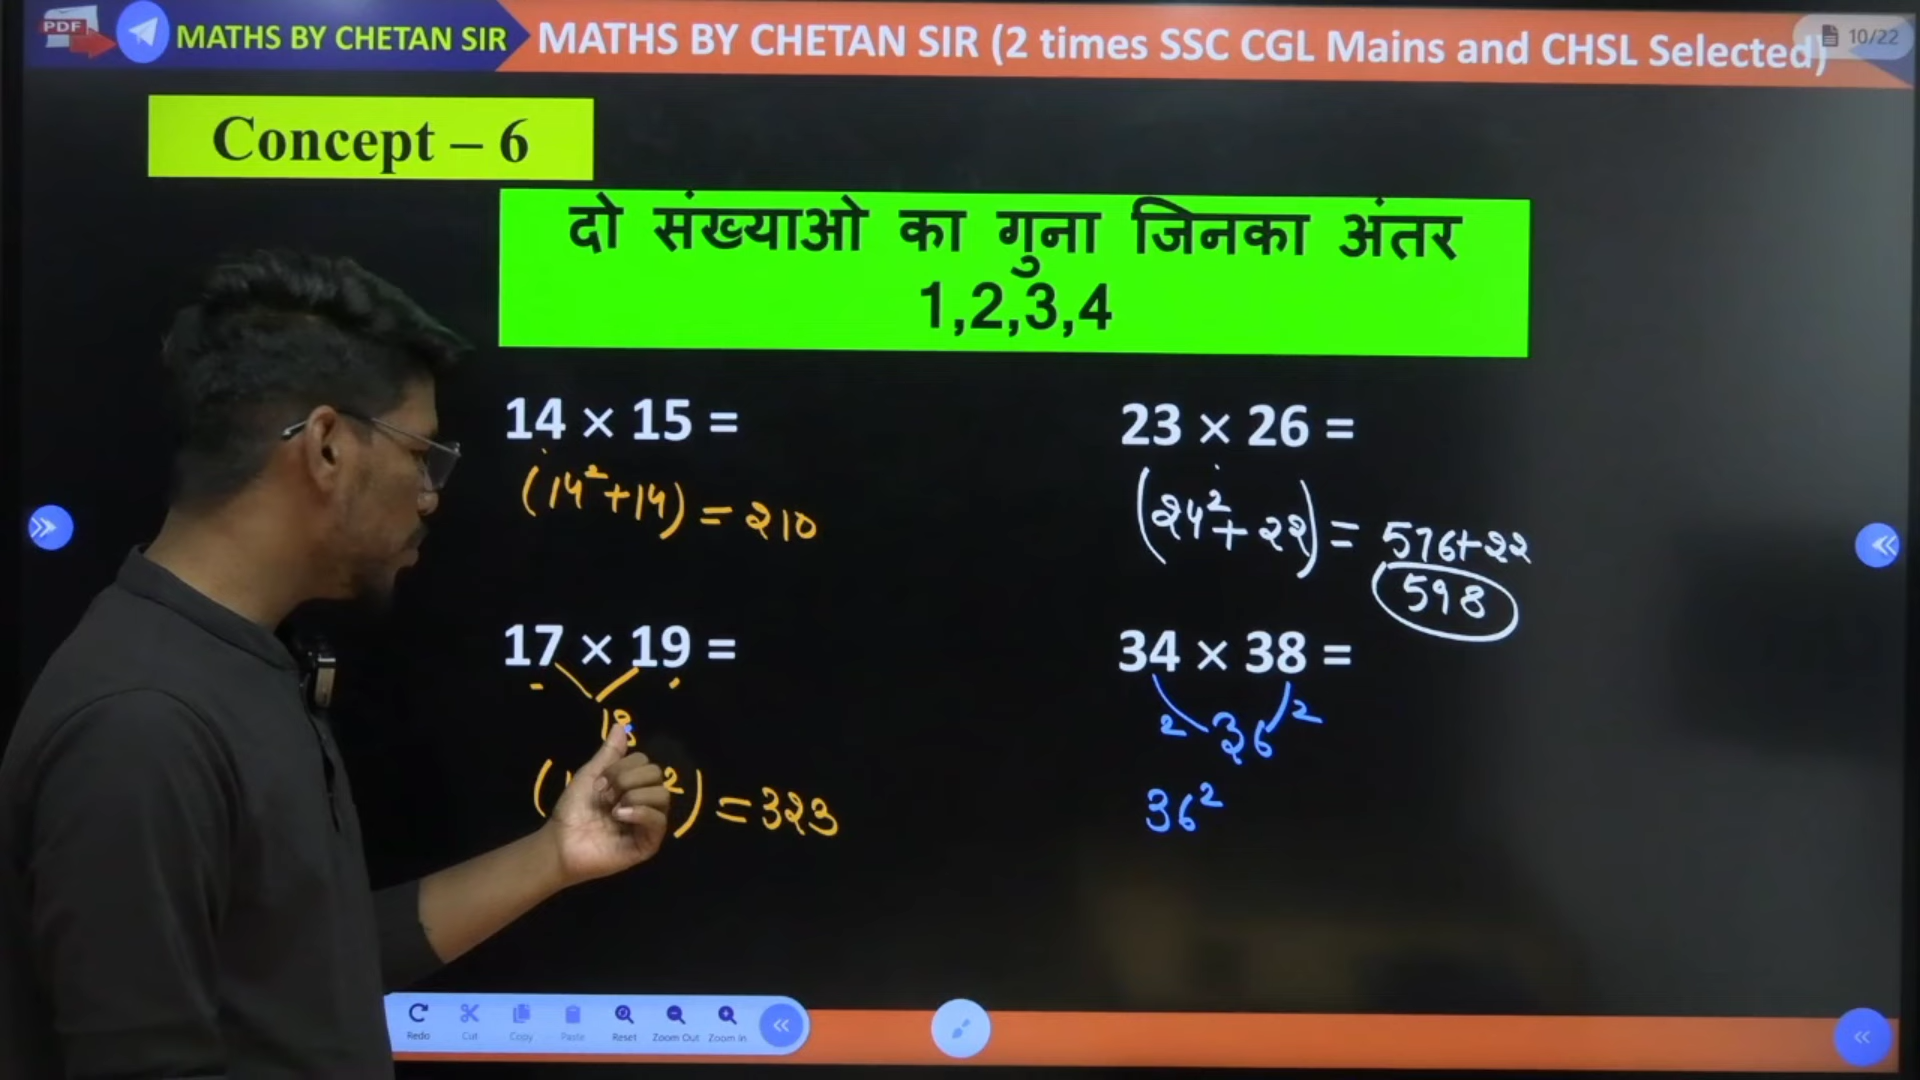 PDF
MATHS BY CHETAN SIR
MATHS BY CHETAN SIR (2 times SSC CGL Mains and CHSL Selected)
10/22
Concept – 6
दो संख्याओ का गुना जिनका अंतर
1,2,3,4
14 × 15 =
(14²+14) = 210
23 × 26 =
(24²+22) = 576+22
598
17 × 19 =
18
= 323
34 × 38 =
2 36 2
36²
Redo Cut Copy Paste Reset Zoom Out Zoom In